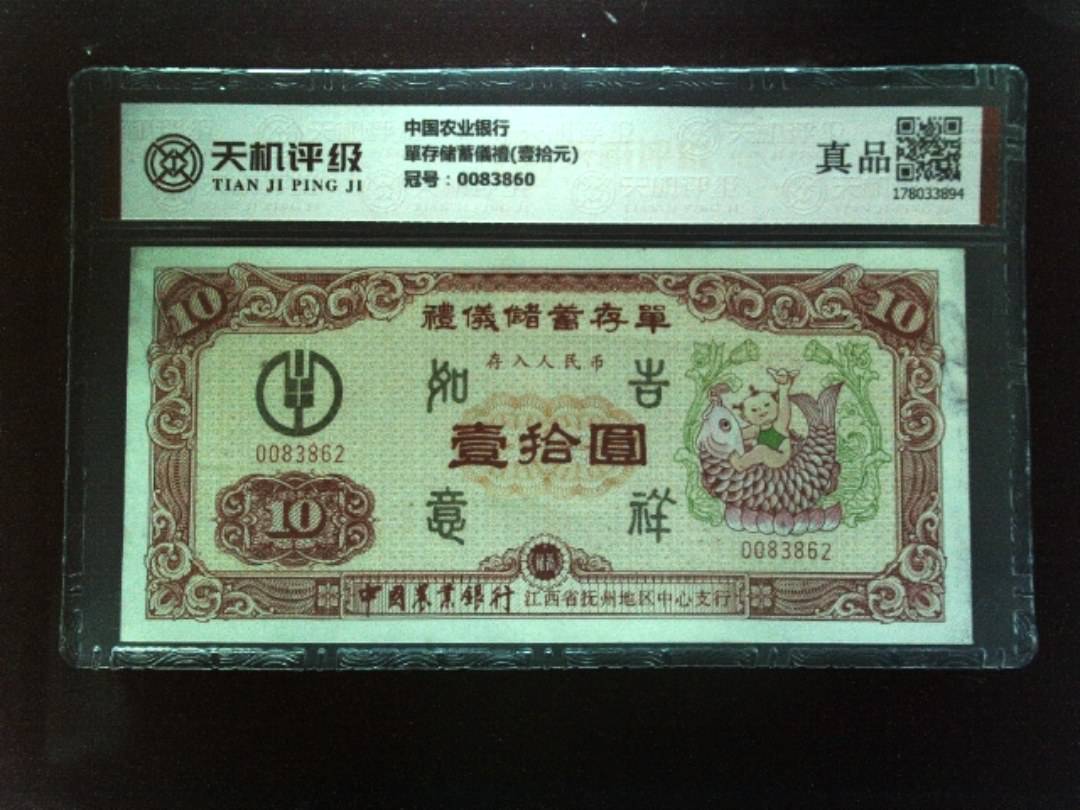 天机评级
TIAN JI PING JI
中国农业银行
單存储蓄儀禮(壹拾元)
冠号：0083860
真品
178033894
10
10
禮儀儲蓄存單
存入人民币
如
吉
0083862
壹拾圓
10
意
祥
0083862
中國農業銀行 江西省抚州地区中心支行